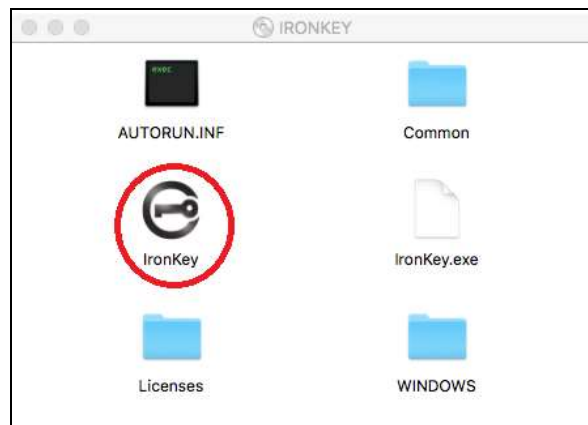 IRONKEY
exec
AUTORUN.INF
Common
IronKey
IronKey.exe
Licenses
WINDOWS